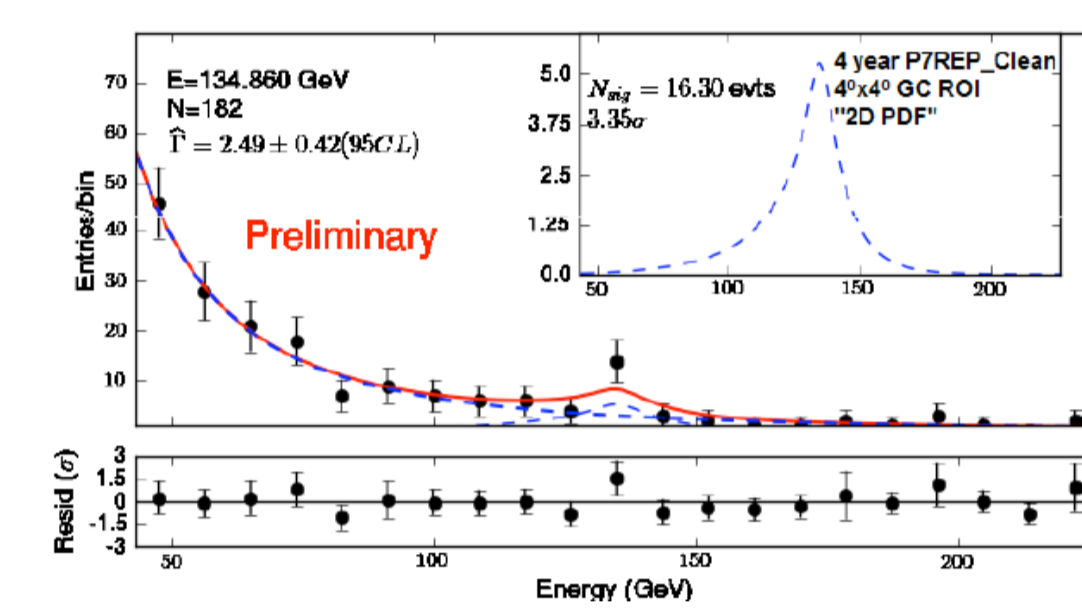 E=134.860 GeV
N=182
Γ̂ = 2.49 ± 0.42(95CL)
Preliminary
Entries/bin
70
60
50
40
30
20
10
N_sig = 16.30 evts
3.35σ
4 year P7REP_Clean
4⁰x4⁰ GC ROI
"2D PDF"
5.0
3.75
2.5
1.25
0.0
50 100 150 200
Resid (σ)
3
1.5
0
-1.5
-3
50 100 150 200
Energy (GeV)